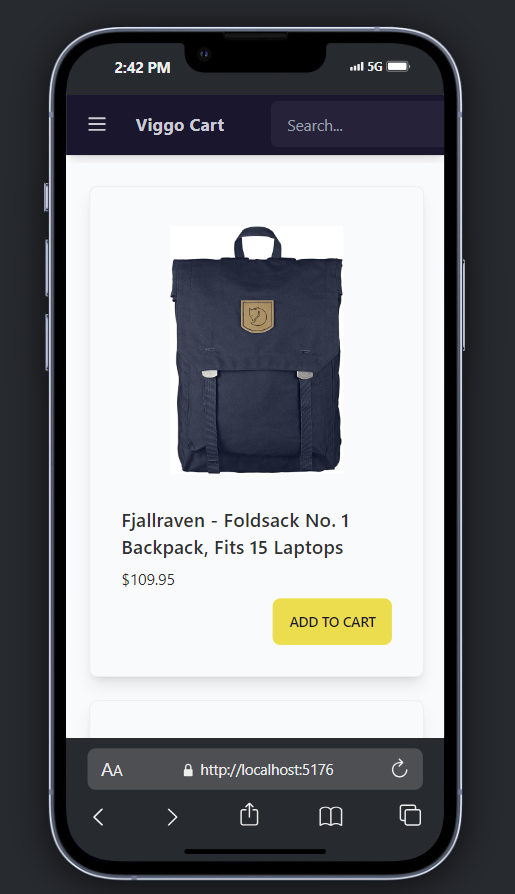 2:42 PM
5G
Viggo Cart
Search...
Fjallraven - Foldsack No. 1
Backpack, Fits 15 Laptops
$109.95
ADD TO CART
AA
http://localhost:5176